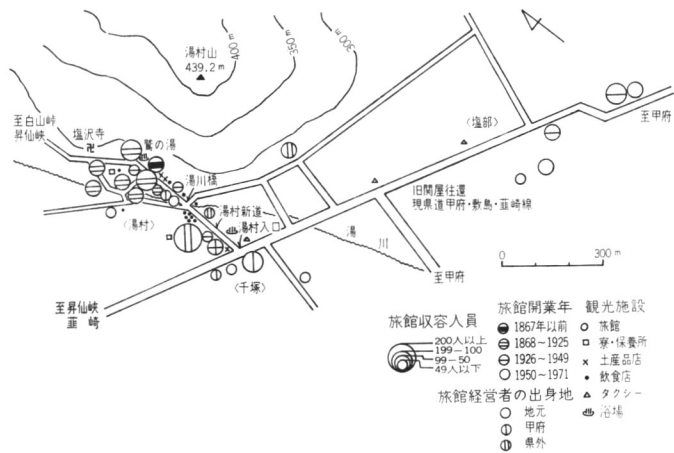 湯村山
439.2m
400m
350m
300m
至白山峠
昇仙峡
塩沢寺
鷲の湯
湯川橋
〈塩部〉
至甲府
旧関屋往還
現県道甲府・敷島・韮崎線
〈湯村〉
湯村新道
湯村入口
湯
川
0 300m
至甲府
至昇仙峡
韮崎
〈千塚〉
旅館収容人員
200人以上
199-100
99-50
49人以下
旅館開業年
1867年以前
1868~1925
1926~1949
1950~1971
旅館経営者の出身地
地元
甲府
県外
観光施設
旅館
寮・保養所
土産品店
飲食店
タクシー
浴場